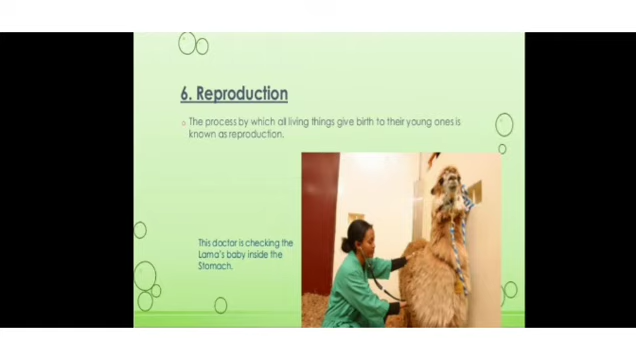 6. Reproduction
The process by which all living things give birth to their young ones is
known as reproduction.
This doctor is checking the
Lama's baby inside the
Stomach.